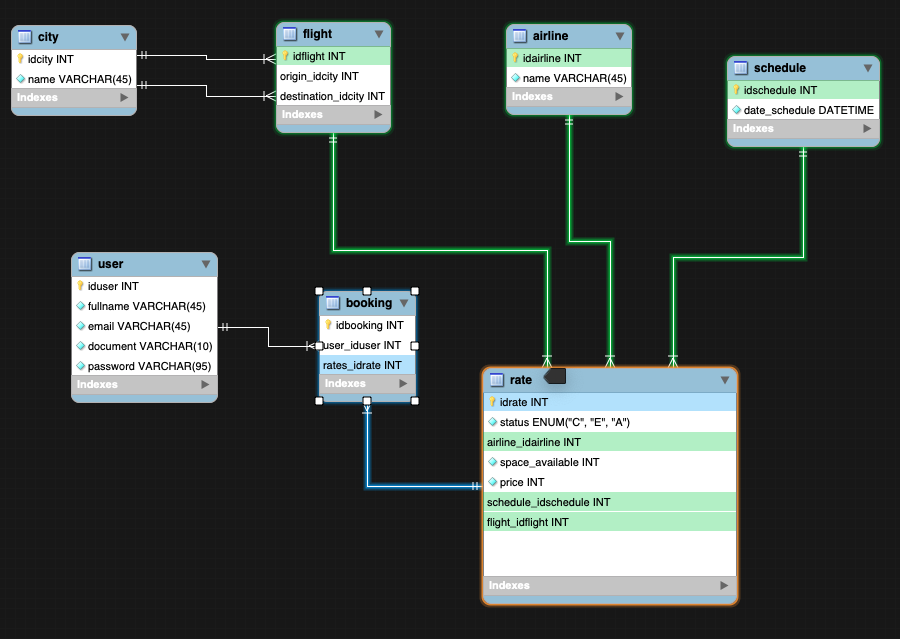 city
idcity INT
name VARCHAR(45)
Indexes
flight
idflight INT
origin_idcity INT
destination_idcity INT
Indexes
airline
idairline INT
name VARCHAR(45)
Indexes
schedule
idschedule INT
date_schedule DATETIME
Indexes
user
iduser INT
fullname VARCHAR(45)
email VARCHAR(45)
document VARCHAR(10)
password VARCHAR(95)
Indexes
booking
idbooking INT
user_iduser INT
rates_idrate INT
Indexes
rate
idrate INT
status ENUM("C", "E", "A")
airline_idairline INT
space_available INT
price INT
schedule_idschedule INT
flight_idflight INT
Indexes